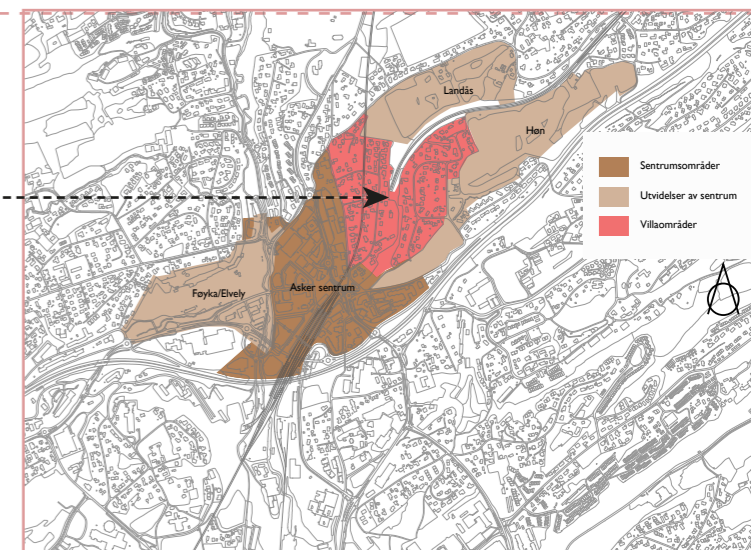 Landås
Høn
Sentrumsområder
Utvidelser av sentrum
Villaområder
Føyka/Elvely
Asker sentrum